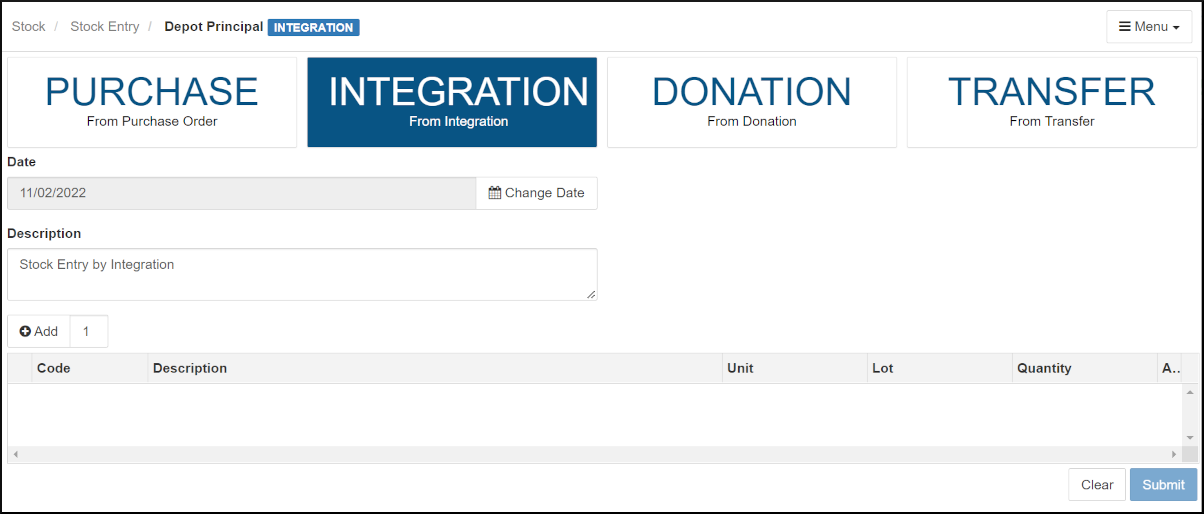 Stock / Stock Entry / Depot Principal INTEGRATION
Menu
PURCHASE
From Purchase Order
INTEGRATION
From Integration
DONATION
From Donation
TRANSFER
From Transfer
Date
11/02/2022
Change Date
Description
Stock Entry by Integration
Add 1
Code Description Unit Lot Quantity A..
Clear Submit